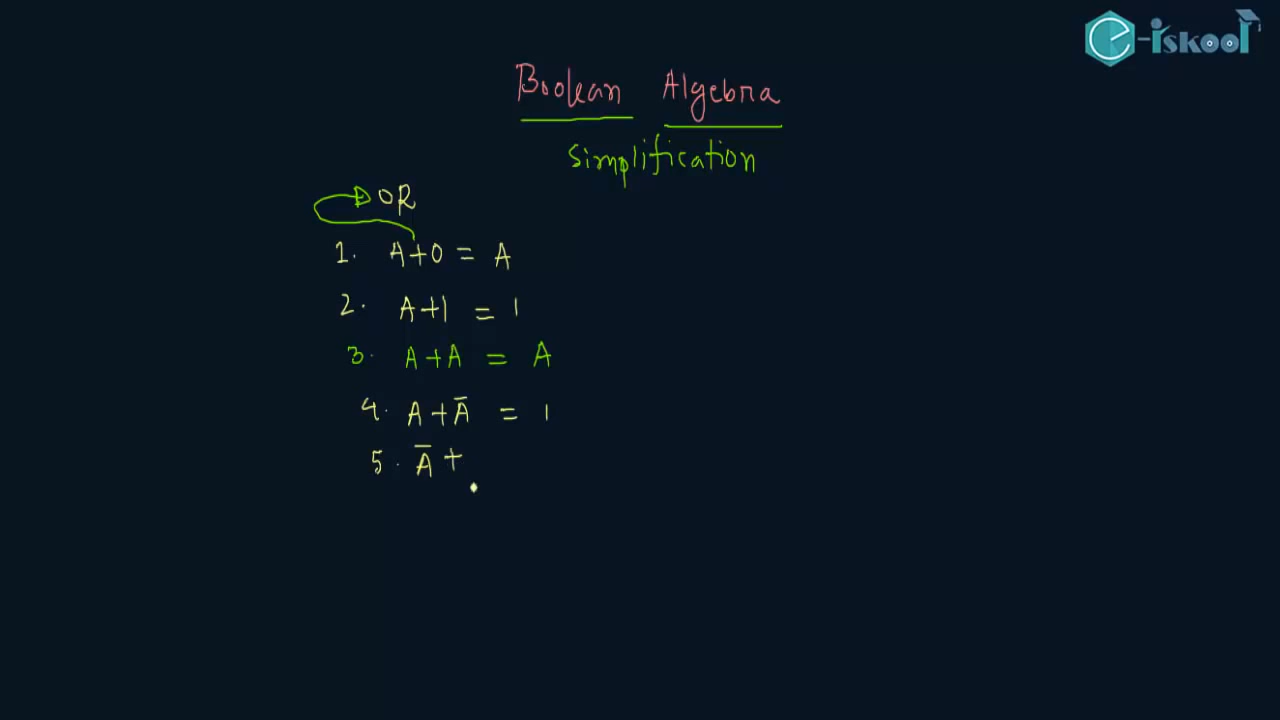 e-iskool
Boolean Algebra
Simplification
OR
1. A+0 = A
2. A+1 = 1
3. A+A = A
4. A+Ā = 1
5. Ā +